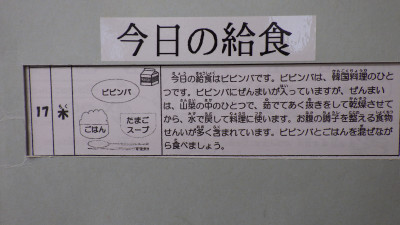 今日の給食
17
木
ビビンバ
ごはん
たまご
スープ
今日の給食はビビンバです。ビビンバは、韓国料理のひと
つです。ビビンバにぜんまいが入っていますが、ぜんまい
は、山菜の中のひとつで、茹でてあく抜きをして乾燥させて
から、水で戻して料理に使います。お腹の調子を整える食物
せんいが多く含まれています。ビビンバとごはんを混ぜなが
ら食べましょう。